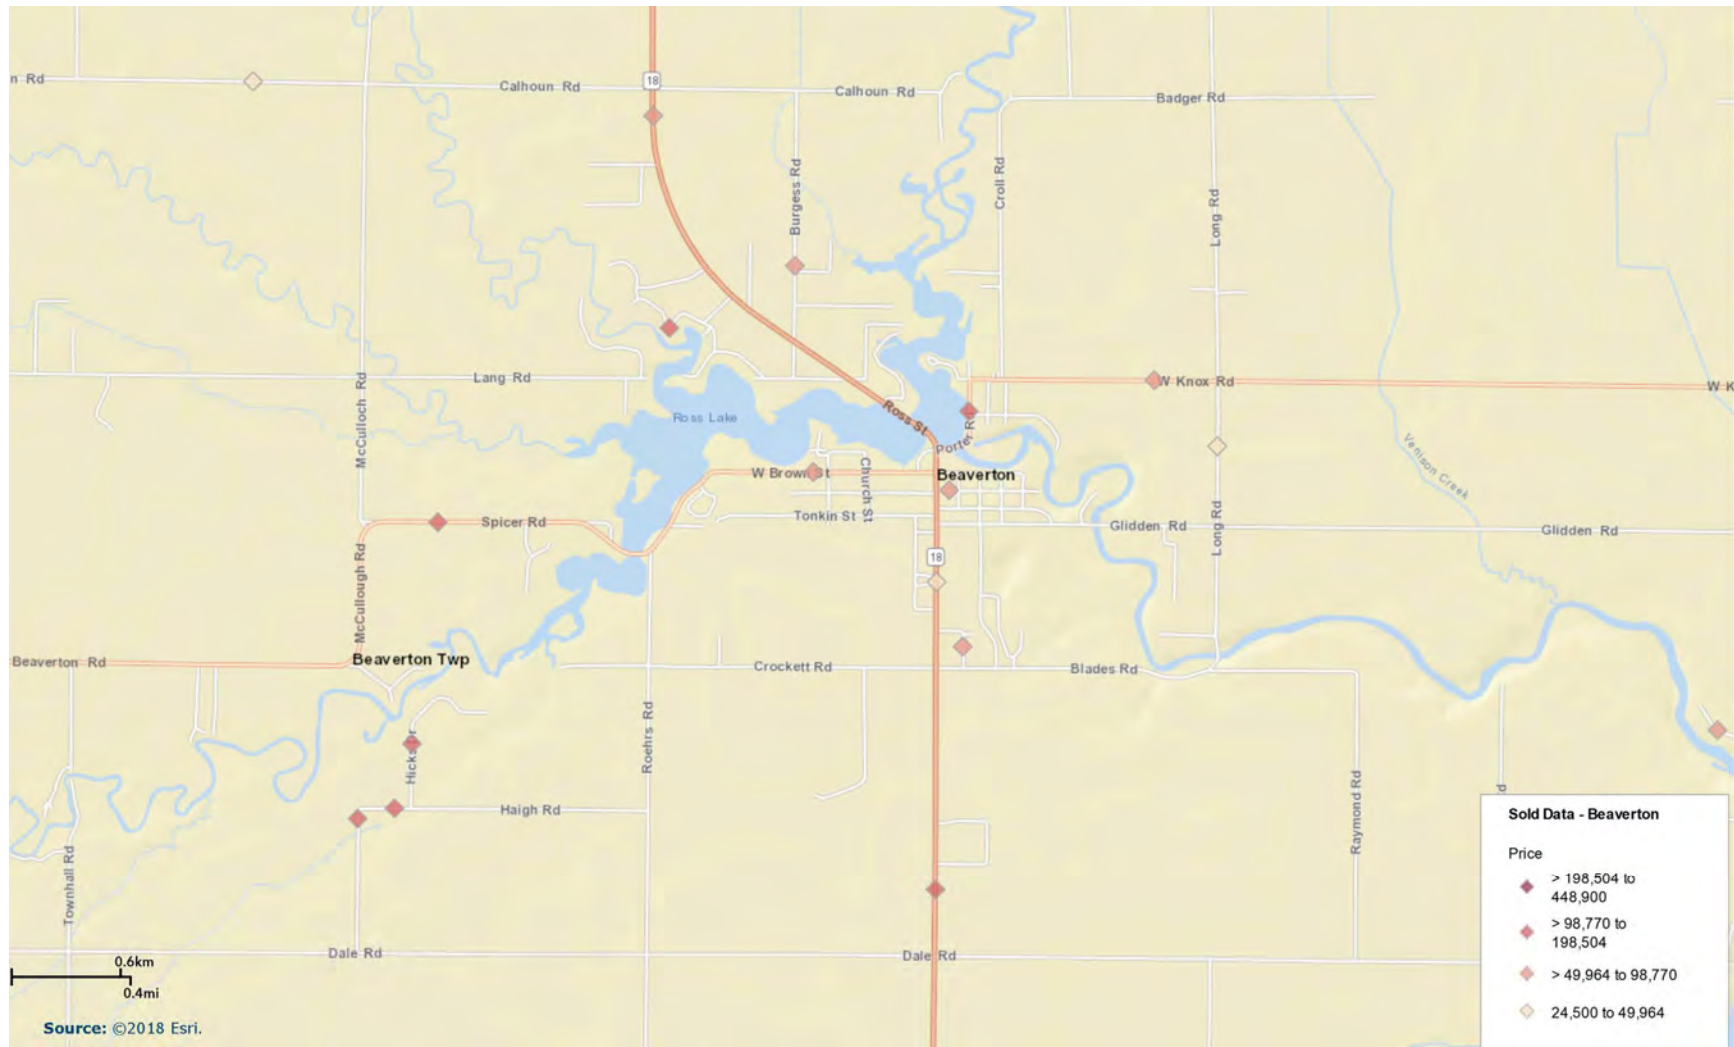 n Rd
Calhoun Rd
18
Calhoun Rd
Badger Rd
Burgess Rd
Croll Rd
Long Rd
Lang Rd
McCulloch Rd
Ross Lake
Ross St
W Knox Rd
W K
Porter R
W Brown St
Church St
Beaverton
Venison Creek
Spicer Rd
Tonkin St
Glidden Rd
Glidden Rd
Long Rd
18
McCullough Rd
Beaverton Rd
Beaverton Twp
Crockett Rd
Blades Rd
Roehrs Rd
Hicks Dr
Haigh Rd
Raymond Rd
d
Townhall Rd
Dale Rd
Dale Rd
0.6km
0.4mi
Source: ©2018 Esri.
Sold Data - Beaverton
Price
> 198,504 to
448,900
> 98,770 to
198,504
> 49,964 to 98,770
24,500 to 49,964